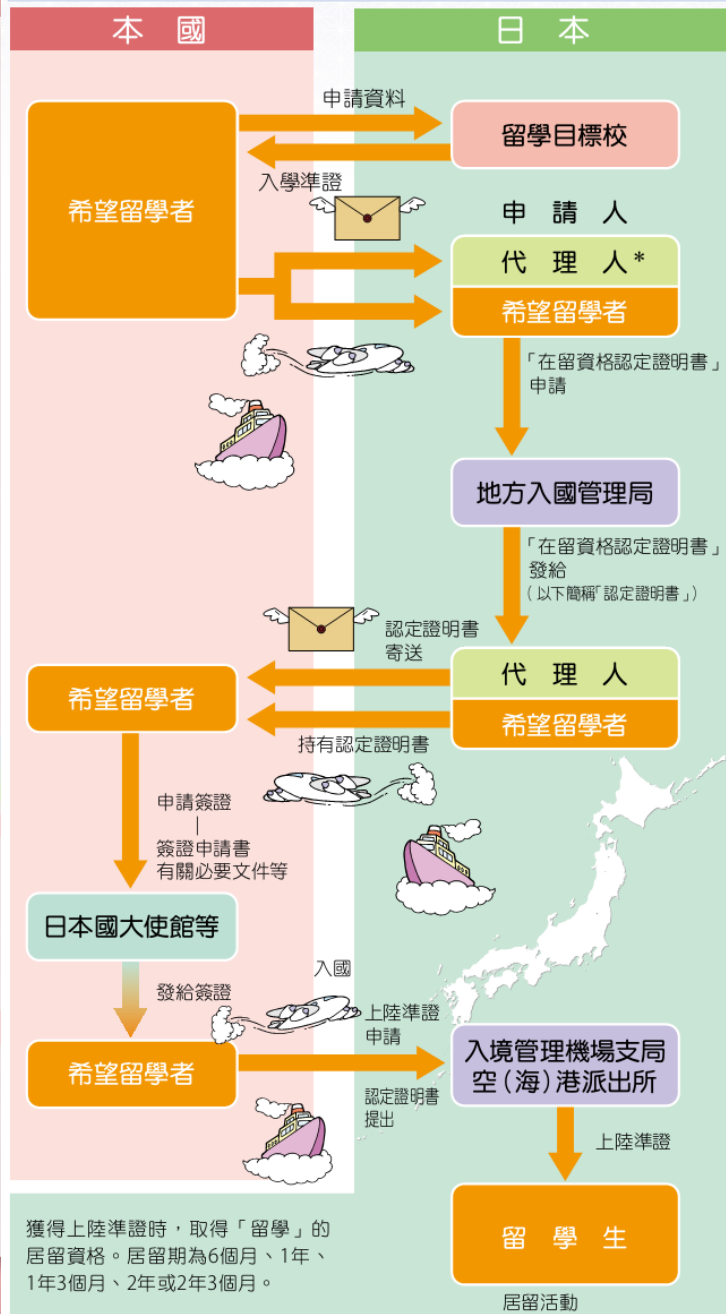 本國
日本
申請資料
留學目標校
希望留學者
入學準證
申請人
代理人*
希望留學者
「在留資格認定證明書」
申請
地方入國管理局
「在留資格認定證明書」
發給
(以下簡稱「認定證明書」)
認定證明書
寄送
代理人
希望留學者
希望留學者
持有認定證明書
申請簽證
|
簽證申請書
有關必要文件等
日本國大使館等
發給簽證
入國
上陸準證
申請
希望留學者
認定證明書
提出
入境管理機場支局
空(海)港派出所
上陸準證
留學生
居留活動
獲得上陸準證時,取得「留學」的
居留資格。居留期為6個月、1年、
1年3個月、2年或2年3個月。